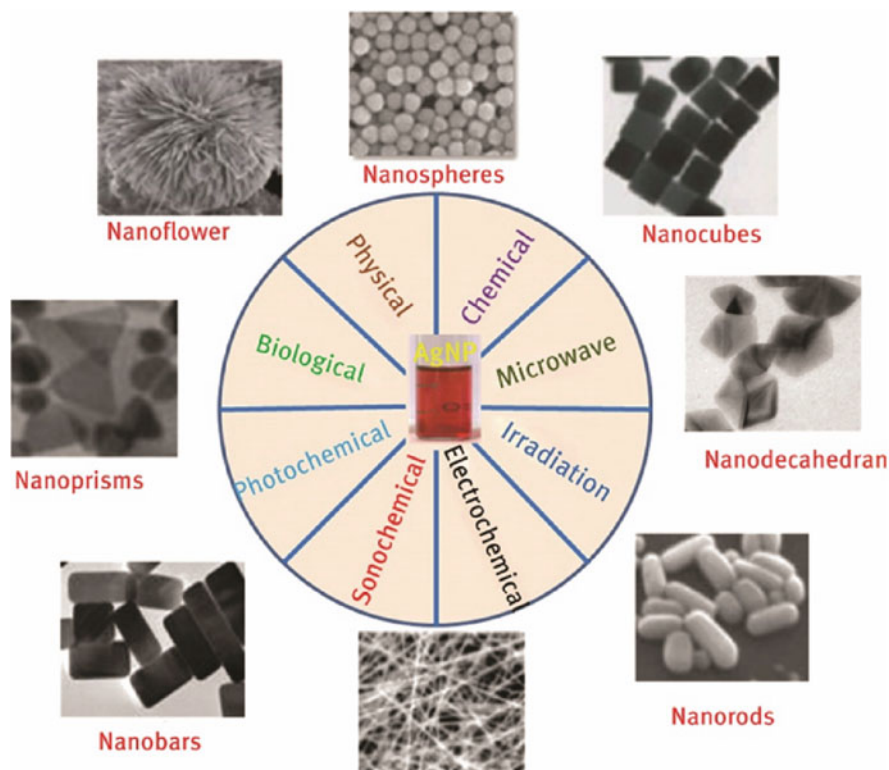 Nanospheres
Nanoflower
Nanocubes
Physical
Chemical
Biological
AgNP
Microwave
Nanoprisms
Photochemical
Irradiation
Nanodecahedran
Sonochemical
Electrochemical
Nanobars
Nanorods